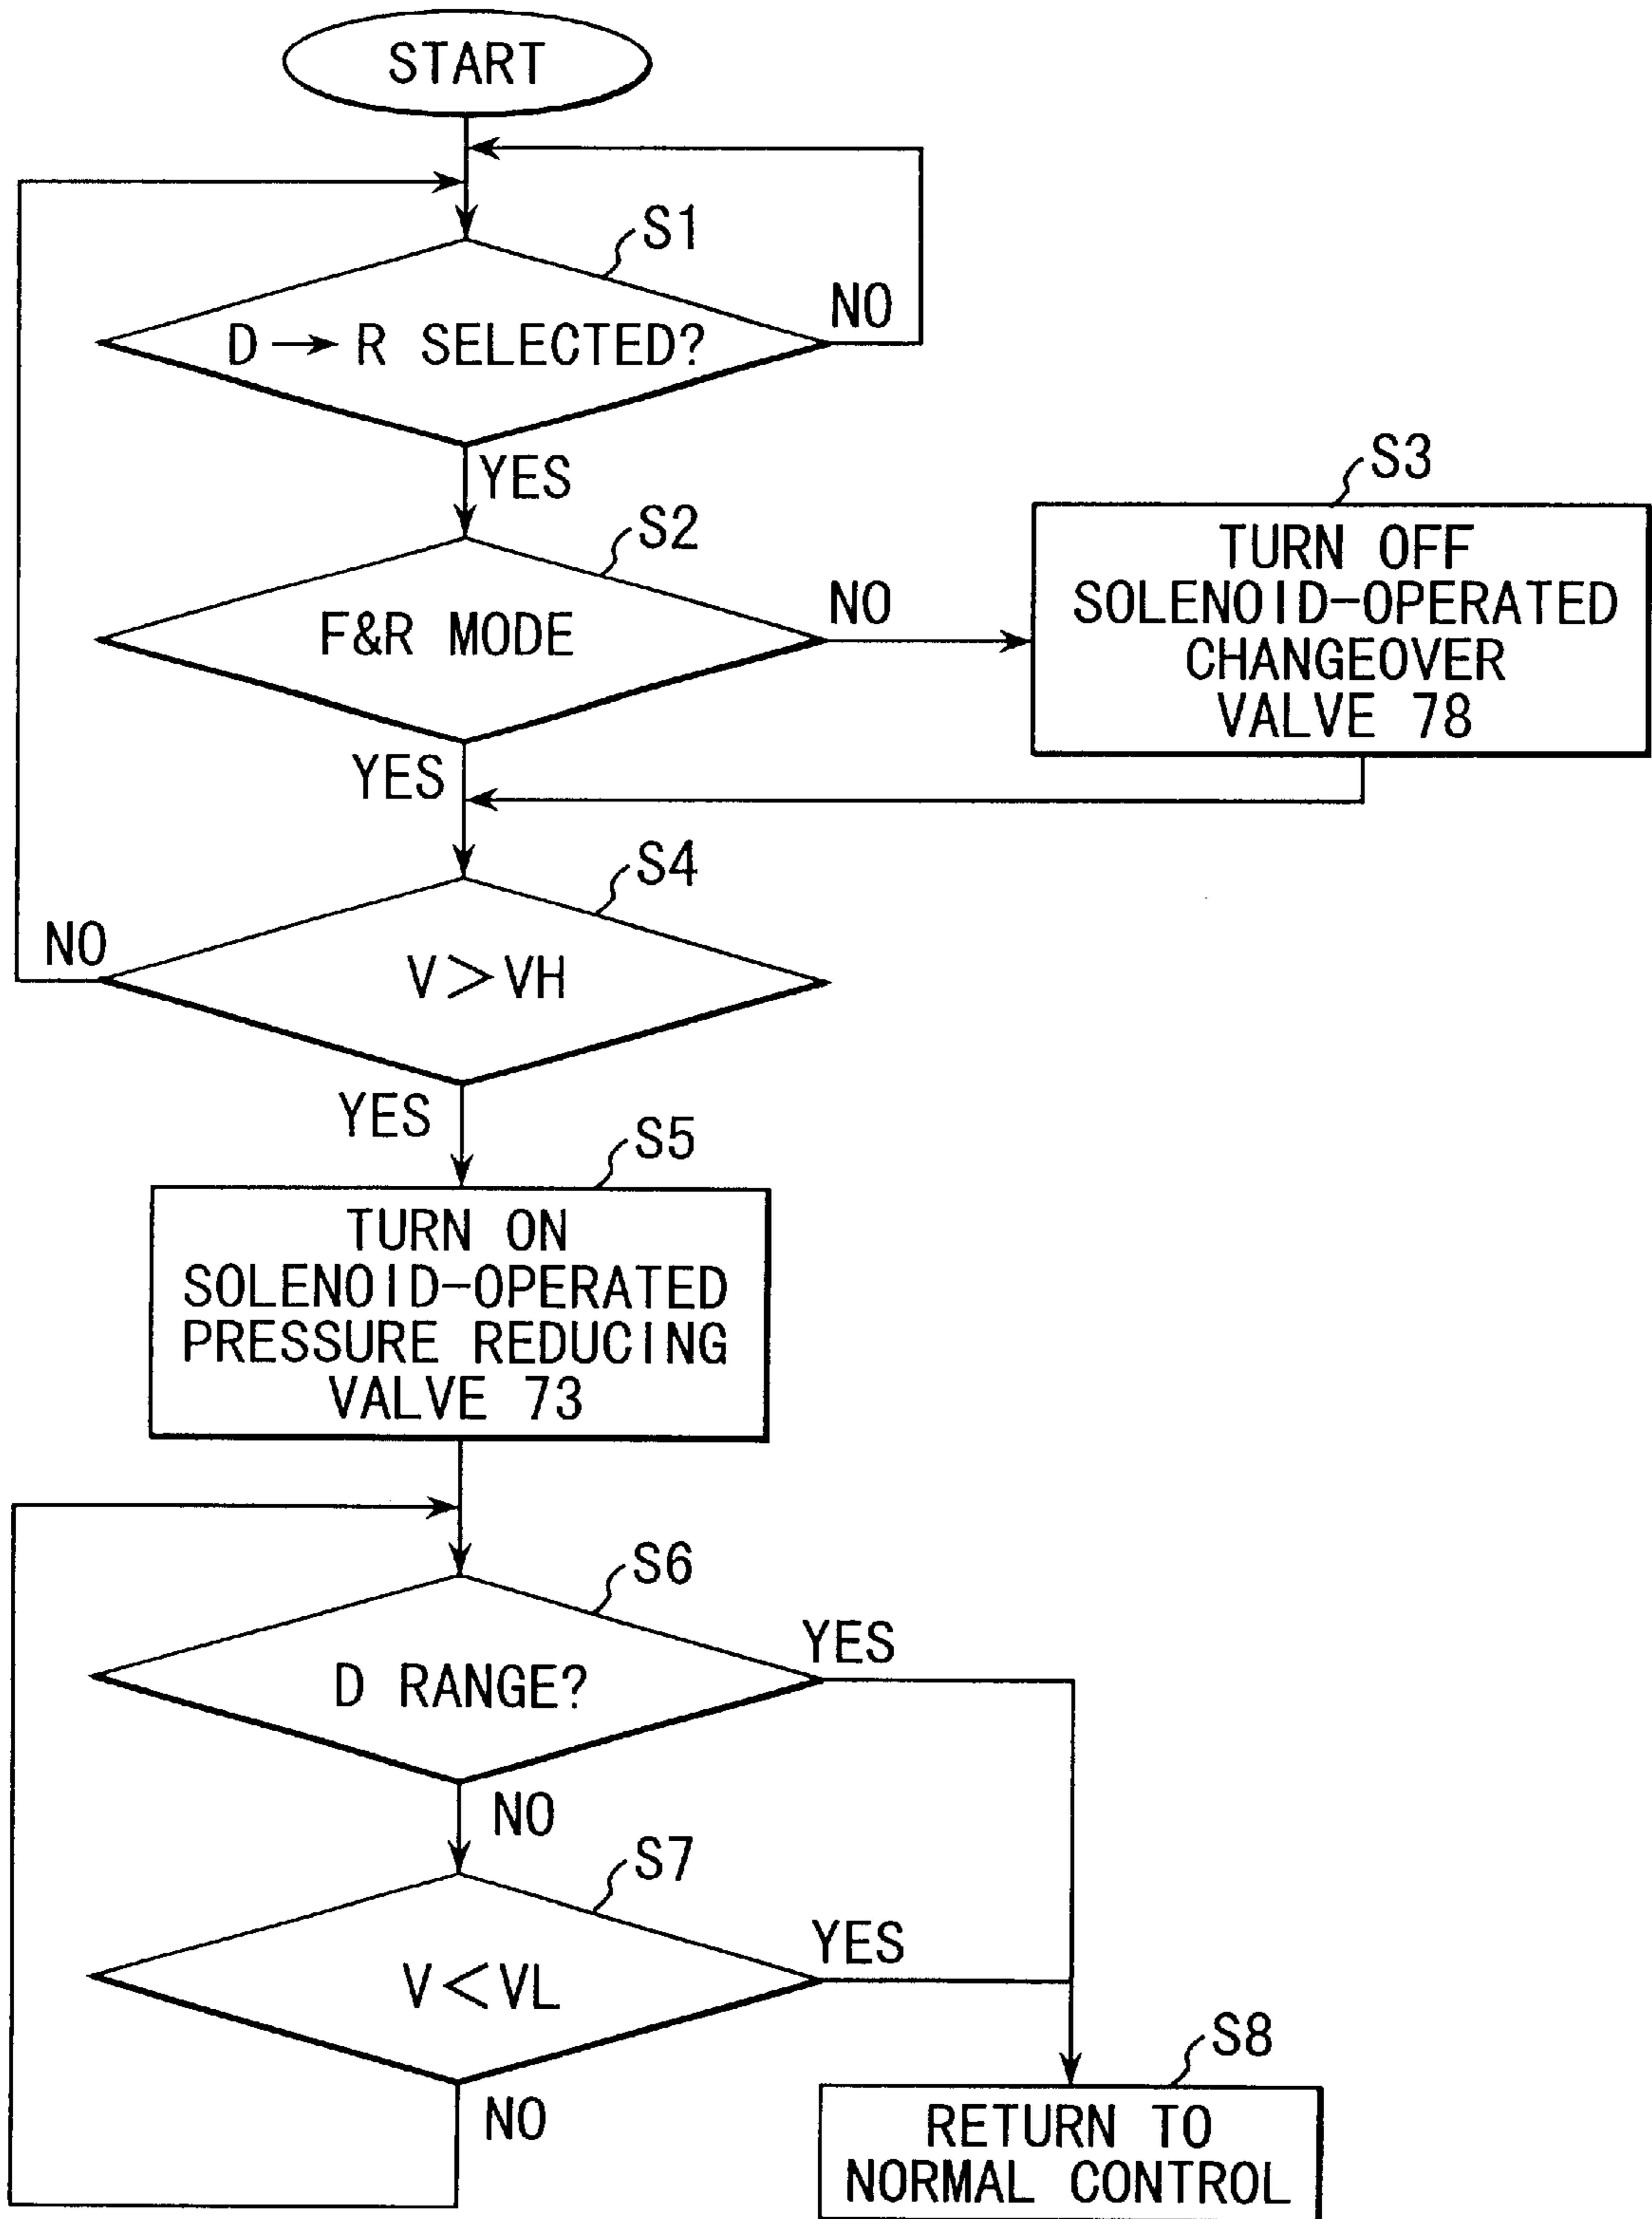 START
S1
D → R SELECTED?
NO
YES
S2
F&R MODE
NO
S3
TURN OFF
SOLENOID-OPERATED
CHANGEOVER
VALVE 78
YES
S4
NO
V>VH
YES
S5
TURN ON
SOLENOID-OPERATED
PRESSURE REDUCING
VALVE 73
S6
YES
D RANGE?
NO
S7
YES
V<VL
S8
NO
RETURN TO
NORMAL CONTROL